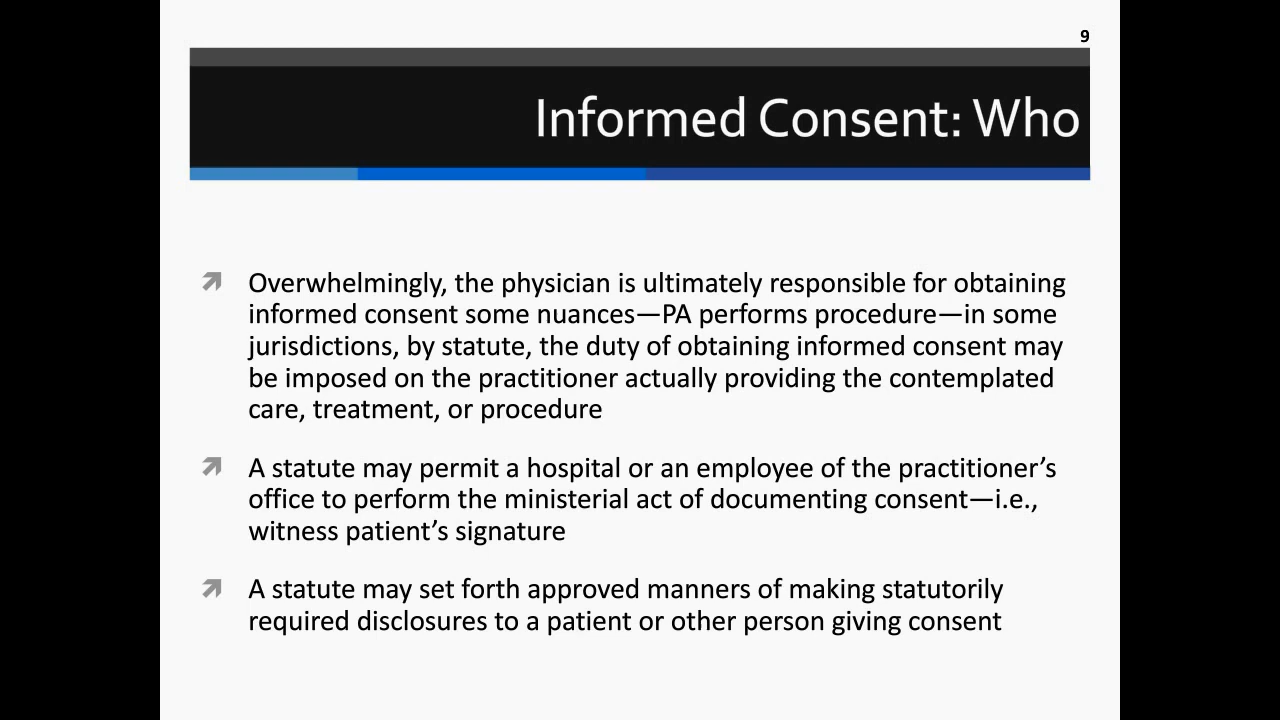 9
Informed Consent: Who
Overwhelmingly, the physician is ultimately responsible for obtaining
informed consent some nuances—PA performs procedure—in some
jurisdictions, by statute, the duty of obtaining informed consent may
be imposed on the practitioner actually providing the contemplated
care, treatment, or procedure
A statute may permit a hospital or an employee of the practitioner’s
office to perform the ministerial act of documenting consent—i.e.,
witness patient’s signature
A statute may set forth approved manners of making statutorily
required disclosures to a patient or other person giving consent